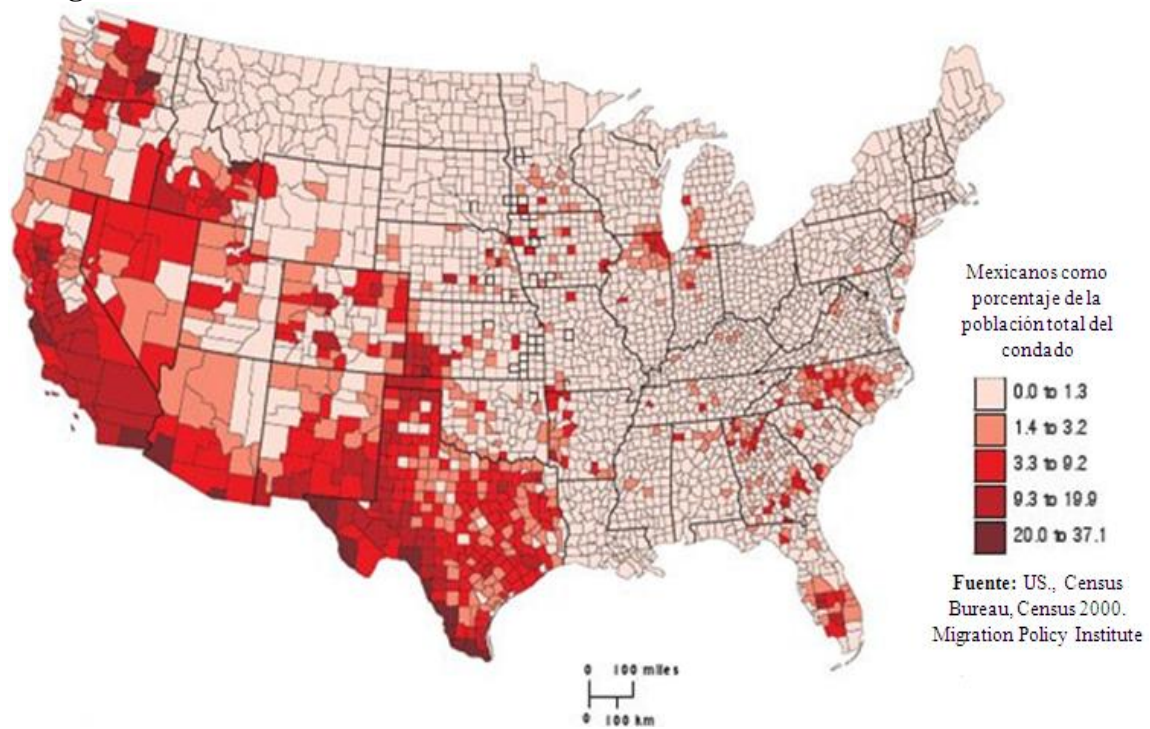 Mexicanos como
porcentaje de la
población total del
condado
0.0 to 1.3
1.4 to 3.2
3.3 to 9.2
9.3 to 19.9
20.0 to 37.1
Fuente: US., Census
Bureau, Census 2000.
Migration Policy Institute
0 100 miles
0 100 km